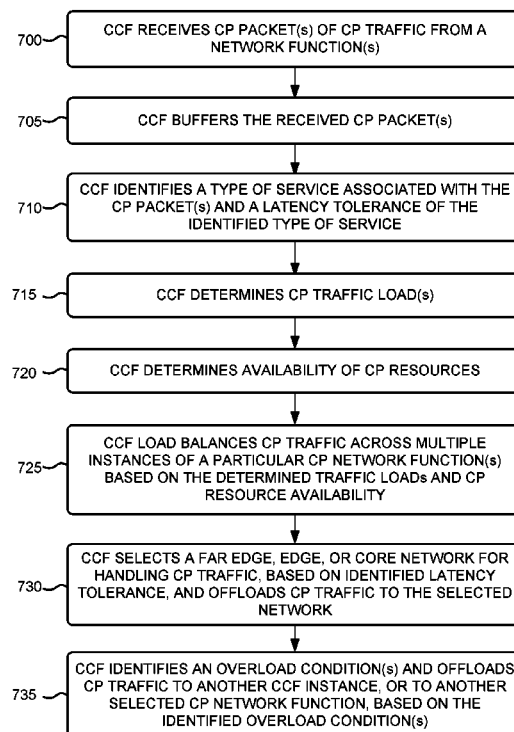 700
CCF RECEIVES CP PACKET(s) OF CP TRAFFIC FROM A
NETWORK FUNCTION(s)
705
CCF BUFFERS THE RECEIVED CP PACKET(s)
710
CCF IDENTIFIES A TYPE OF SERVICE ASSOCIATED WITH THE
CP PACKET(s) AND A LATENCY TOLERANCE OF THE
IDENTIFIED TYPE OF SERVICE
715
CCF DETERMINES CP TRAFFIC LOAD(s)
720
CCF DETERMINES AVAILABILITY OF CP RESOURCES
725
CCF LOAD BALANCES CP TRAFFIC ACROSS MULTIPLE
INSTANCES OF A PARTICULAR CP NETWORK FUNCTION(s)
BASED ON THE DETERMINED TRAFFIC LOADs AND CP
RESOURCE AVAILABILITY
730
CCF SELECTS A FAR EDGE, EDGE, OR CORE NETWORK FOR
HANDLING CP TRAFFIC, BASED ON IDENTIFIED LATENCY
TOLERANCE, AND OFFLOADS CP TRAFFIC TO THE SELECTED
NETWORK
735
CCF IDENTIFIES AN OVERLOAD CONDITION(s) AND OFFLOADS
CP TRAFFIC TO ANOTHER CCF INSTANCE, OR TO ANOTHER
SELECTED CP NETWORK FUNCTION, BASED ON THE
IDENTIFIED OVERLOAD CONDITION(s)